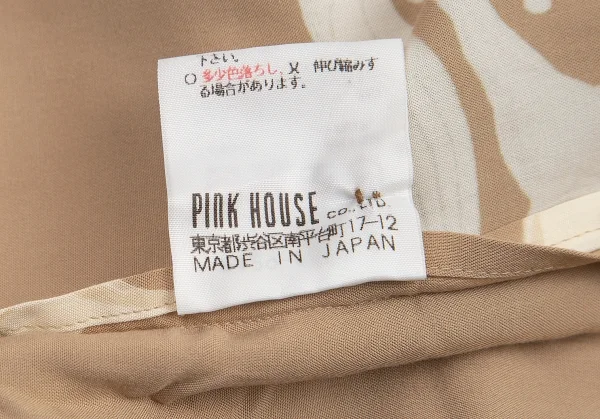 下さい。
○多少色落ちし、又 伸び縮みす
る場合があります。
PINK HOUSE CO., LTD.
東京都渋谷区南平台町17-12
MADE IN JAPAN